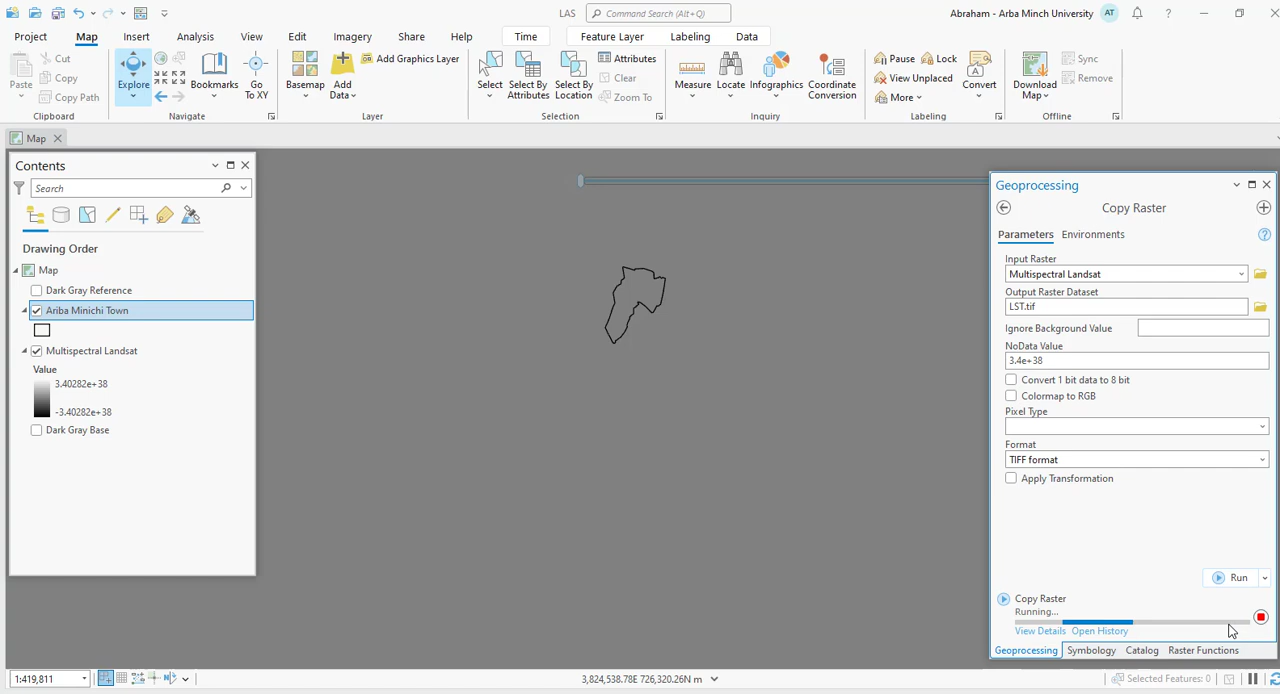 LAS
Command Search (Alt+Q)
Abraham - Arba Minch University
AT
?
Project
Map
Insert
Analysis
View
Edit
Imagery
Share
Help
Time
Feature Layer
Labeling
Data
Paste
Cut
Copy
Copy Path
Clipboard
Explore
Bookmarks
Go
To XY
Navigate
Basemap
Add
Data
Add Graphics Layer
Layer
Select
Select By
Attributes
Select By
Location
Attributes
Clear
Zoom To
Selection
Measure
Locate
Infographics
Coordinate
Conversion
Inquiry
Pause
Lock
View Unplaced
More
Convert
Labeling
Download
Map
Sync
Remove
Offline
Map
Contents
Search
Drawing Order
Map
Dark Gray Reference
Ariba Minichi Town
Multispectral Landsat
Value
3.40282e+38
-3.40282e+38
Dark Gray Base
Geoprocessing
Copy Raster
Parameters
Environments
?
Input Raster
Multispectral Landsat
Output Raster Dataset
LST.tif
Ignore Background Value
NoData Value
3.4e+38
Convert 1 bit data to 8 bit
Colormap to RGB
Pixel Type
Format
TIFF format
Apply Transformation
Run
Copy Raster
Running...
View Details Open History
Geoprocessing
Symbology
Catalog
Raster Functions
1:419,811
3,824,538.78E 726,320.26N m
Selected Features: 0